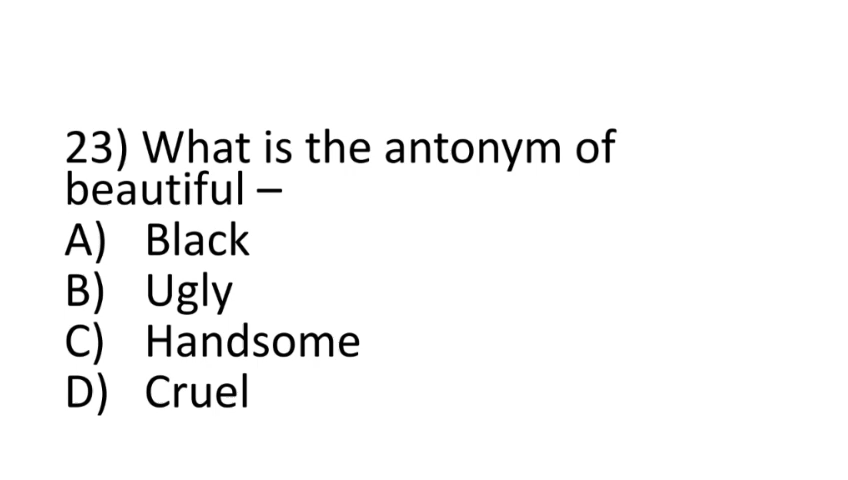 23) What is the antonym of
beautiful –
A) Black
B) Ugly
C) Handsome
D) Cruel